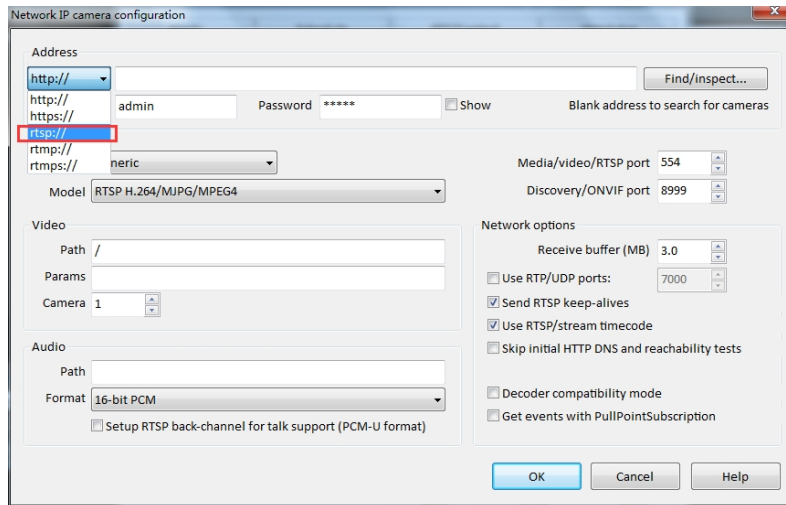 Network IP camera configuration
Address
http:// Find/inspect...
http://
https:// admin Password ***** Show Blank address to search for cameras
rtsp://
rtmp://
rtmps:// neric Media/video/RTSP port 554
Model RTSP H.264/MJPG/MPEG4 Discovery/ONVIF port 8999
Video
Path /
Params
Camera 1
Network options
Receive buffer (MB) 3.0
Use RTP/UDP ports: 7000
Send RTSP keep-alives
Use RTSP/stream timecode
Skip initial HTTP DNS and reachability tests
Decoder compatibility mode
Get events with PullPointSubscription
Audio
Path
Format 16-bit PCM
Setup RTSP back-channel for talk support (PCM-U format)
OK Cancel Help